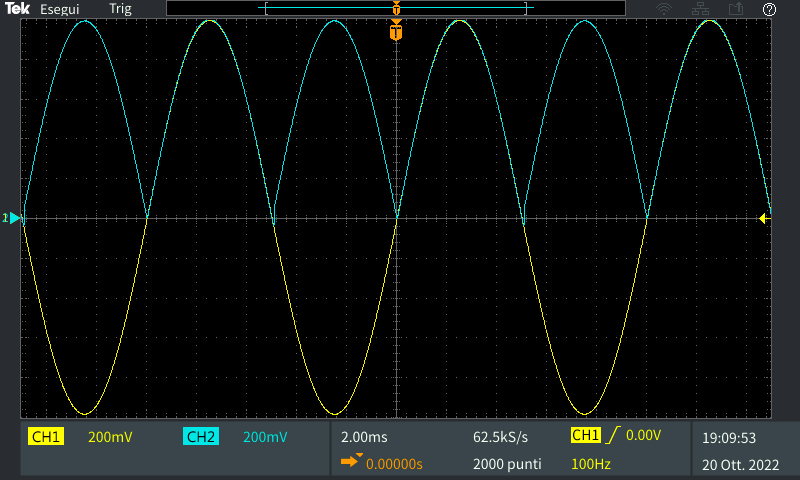 Tek Esegui Trig
T
T
?
1
CH1 200mV CH2 200mV 2.00ms 62.5kS/s CH1 0.00V 19:09:53
0.00000s 2000 punti 100Hz 20 Ott. 2022